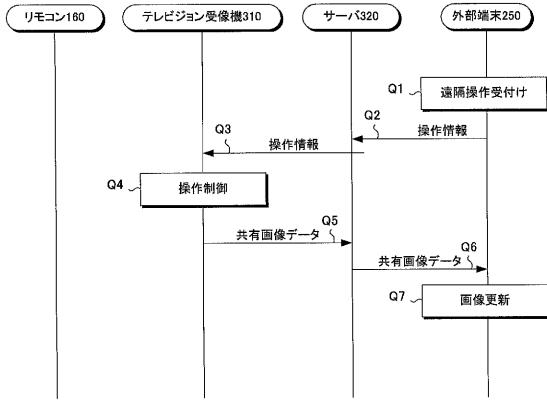 リモコン160
テレビジョン受像機310
サーバ320
外部端末250
Q1
遠隔操作受付け
Q2
操作情報
Q3
操作情報
Q4
操作制御
Q5
共有画像データ
Q6
共有画像データ
Q7
画像更新